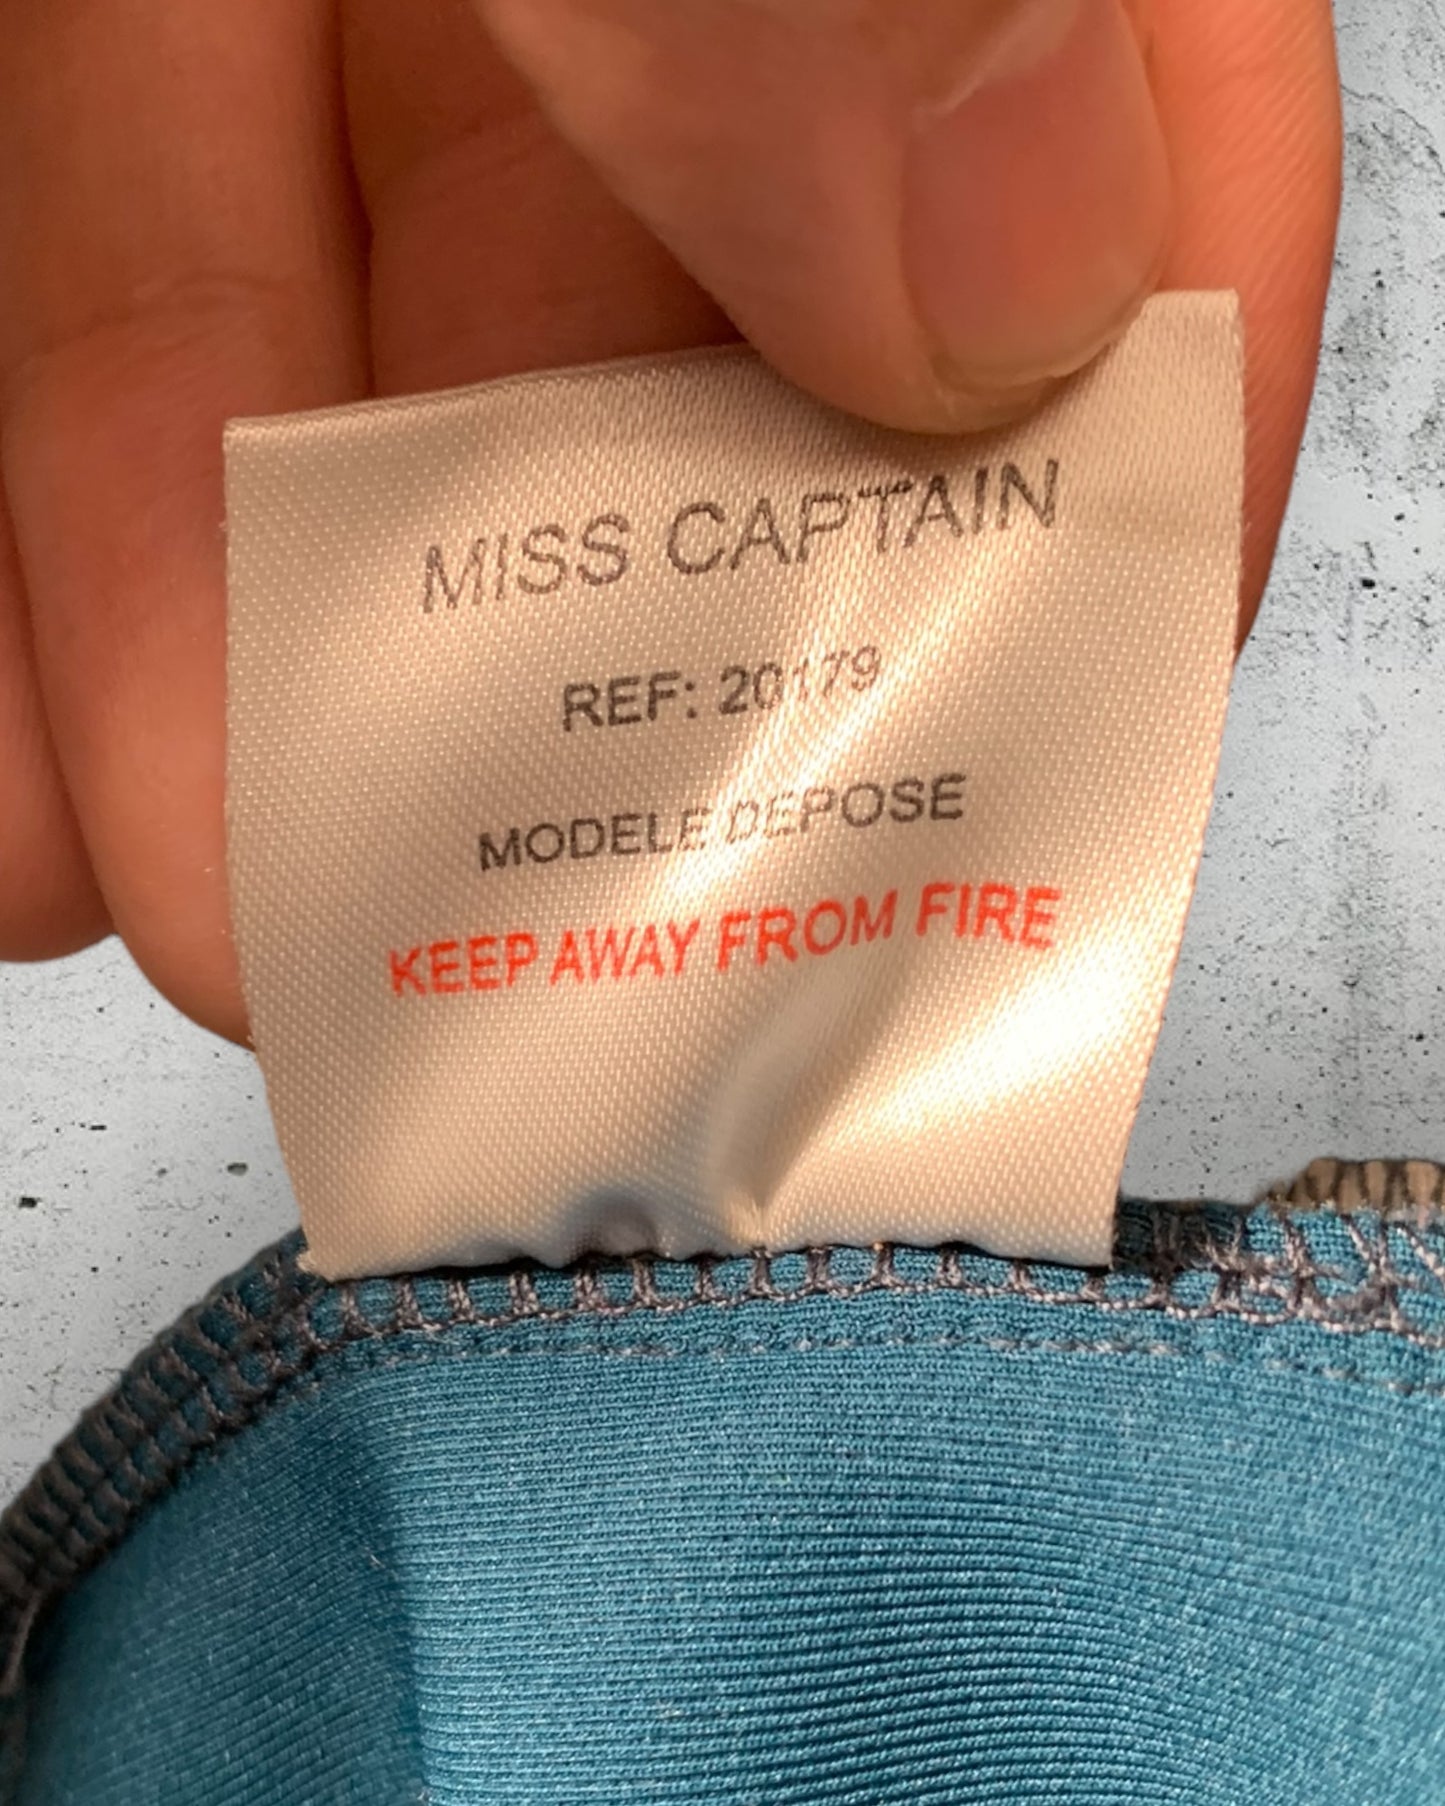 MISS CAPTAIN
REF: 20179
MODELE DEPOSE
KEEP AWAY FROM FIRE